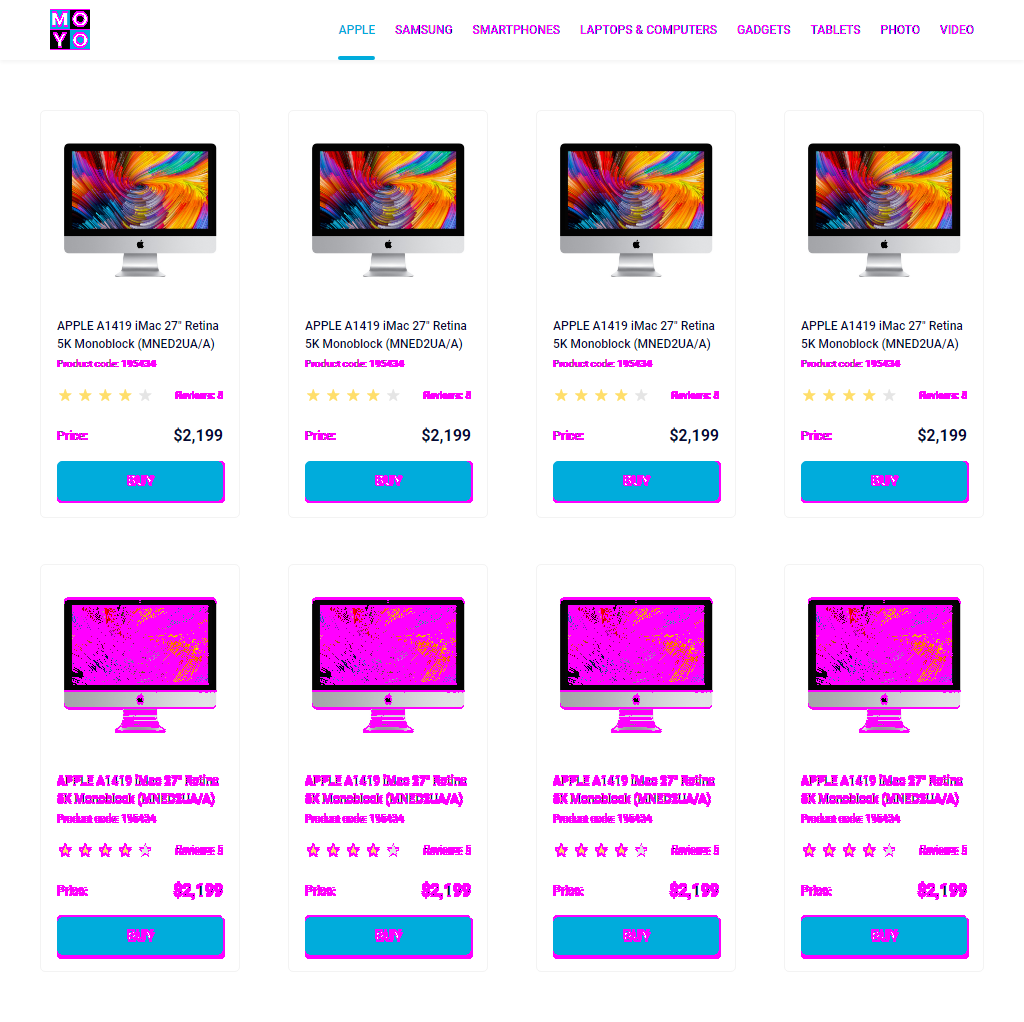 MO
YO
APPLE SAMSUNG SMARTPHONES LAPTOPS & COMPUTERS GADGETS TABLETS PHOTO VIDEO
APPLE A1419 iMac 27" Retina APPLE A1419 iMac 27" Retina APPLE A1419 iMac 27" Retina APPLE A1419 iMac 27" Retina
5K Monoblock (MNED2UA/A) 5K Monoblock (MNED2UA/A) 5K Monoblock (MNED2UA/A) 5K Monoblock (MNED2UA/A)
Product code: 195434 Product code: 195434 Product code: 195434 Product code: 195434
Reviews: 5 Reviews: 5 Reviews: 5 Reviews: 5
Price: $2,199 Price: $2,199 Price: $2,199 Price: $2,199
BUY BUY BUY BUY
APPLE A1419 iMac 27" Retina APPLE A1419 iMac 27" Retina APPLE A1419 iMac 27" Retina APPLE A1419 iMac 27" Retina
5K Monoblock (MNED2UA/A) 5K Monoblock (MNED2UA/A) 5K Monoblock (MNED2UA/A) 5K Monoblock (MNED2UA/A)
Product code: 195434 Product code: 195434 Product code: 195434 Product code: 195434
Reviews: 5 Reviews: 5 Reviews: 5 Reviews: 5
Price: $2,199 Price: $2,199 Price: $2,199 Price: $2,199
BUY BUY BUY BUY